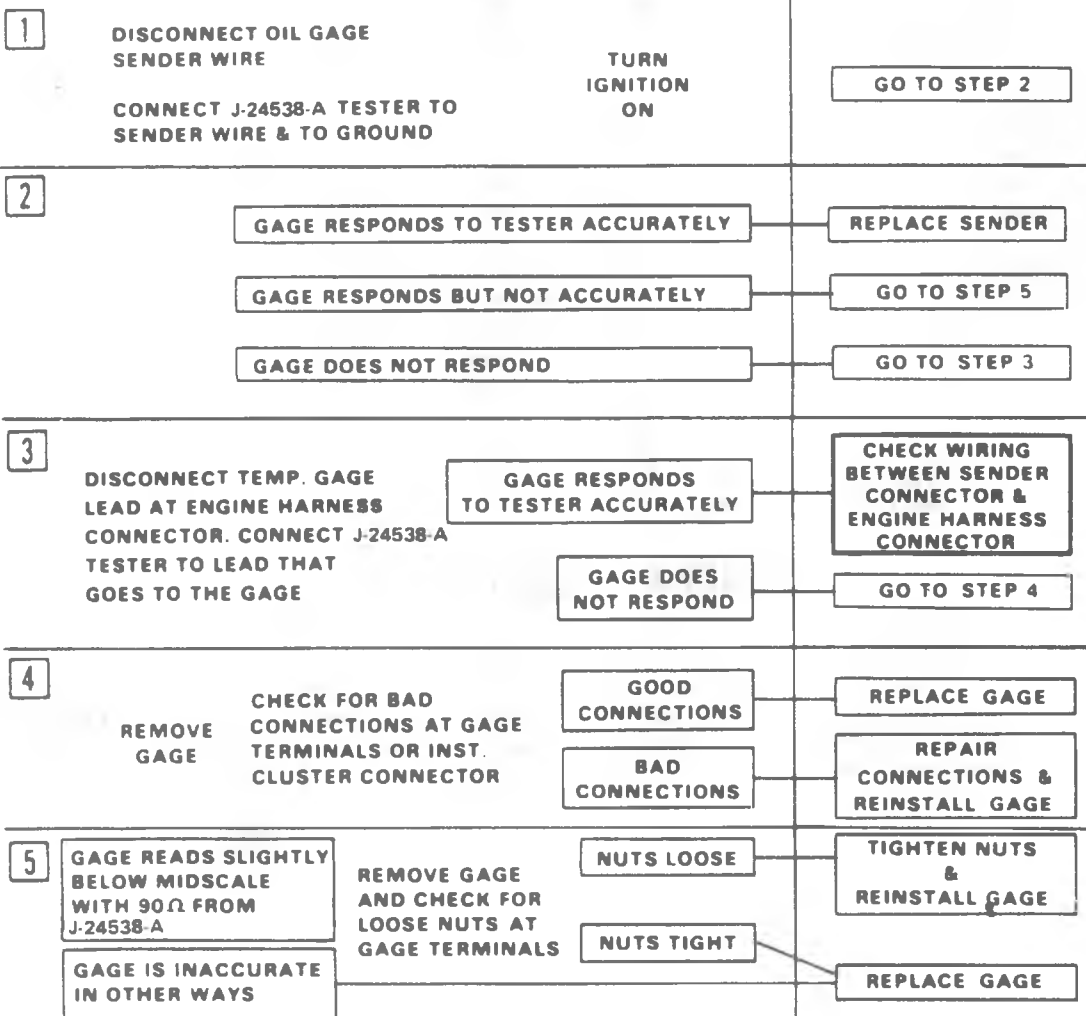 1
DISCONNECT OIL GAGE
SENDER WIRE
CONNECT J-24538-A TESTER TO
SENDER WIRE & TO GROUND
TURN
IGNITION
ON
GO TO STEP 2
2
GAGE RESPONDS TO TESTER ACCURATELY
REPLACE SENDER
GAGE RESPONDS BUT NOT ACCURATELY
GO TO STEP 5
GAGE DOES NOT RESPOND
GO TO STEP 3
3
DISCONNECT TEMP. GAGE
LEAD AT ENGINE HARNESS
CONNECTOR. CONNECT J-24538-A
TESTER TO LEAD THAT
GOES TO THE GAGE
GAGE RESPONDS
TO TESTER ACCURATELY
CHECK WIRING
BETWEEN SENDER
CONNECTOR &
ENGINE HARNESS
CONNECTOR
GAGE DOES
NOT RESPOND
GO TO STEP 4
4
REMOVE
GAGE
CHECK FOR BAD
CONNECTIONS AT GAGE
TERMINALS OR INST.
CLUSTER CONNECTOR
GOOD
CONNECTIONS
REPLACE GAGE
BAD
CONNECTIONS
REPAIR
CONNECTIONS &
REINSTALL GAGE
5
GAGE READS SLIGHTLY
BELOW MIDSCALE
WITH 90Ω FROM
J-24538-A
REMOVE GAGE
AND CHECK FOR
LOOSE NUTS AT
GAGE TERMINALS
NUTS LOOSE
TIGHTEN NUTS
&
REINSTALL GAGE
NUTS TIGHT
GAGE IS INACCURATE
IN OTHER WAYS
REPLACE GAGE